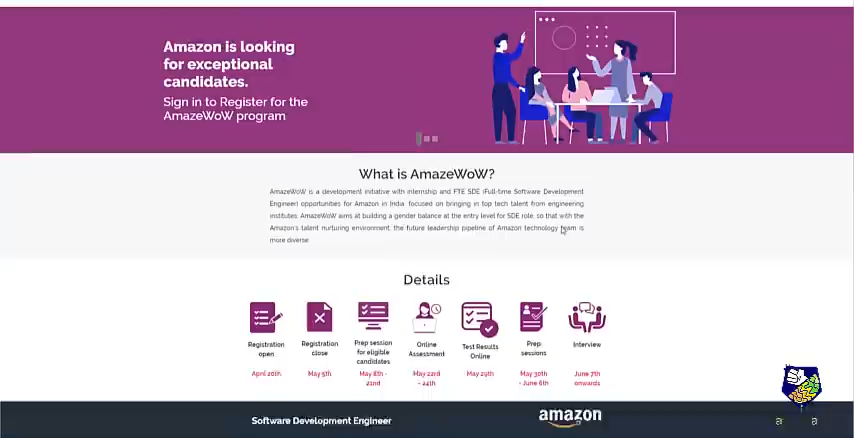 Amazon is looking
for exceptional
candidates.
Sign in to Register for the
AmazeWoW program
What is AmazeWoW?
AmazeWoW is a development initiative with internship and FTE SDE (Full-time Software Development
Engineer) opportunities for Amazon in India, focused on bringing in top tech talent from engineering
institutes. AmazeWoW aims at building a gender balance at the entry level for SDE role, so that with the
Amazon's talent nurturing environment, the future leadership pipeline of Amazon technology team is
more diverse.
Details
Registration
open
April 20th
Registration
close
May 5th
Prep session
for eligible
candidates
May 8th -
22nd
Online
Assessment
May 22rd
- 24th
Test Results
Online
May 29th
Prep
sessions
May 30th
- June 6th
Interview
June 7th
onwards
Software Development Engineer
amazon